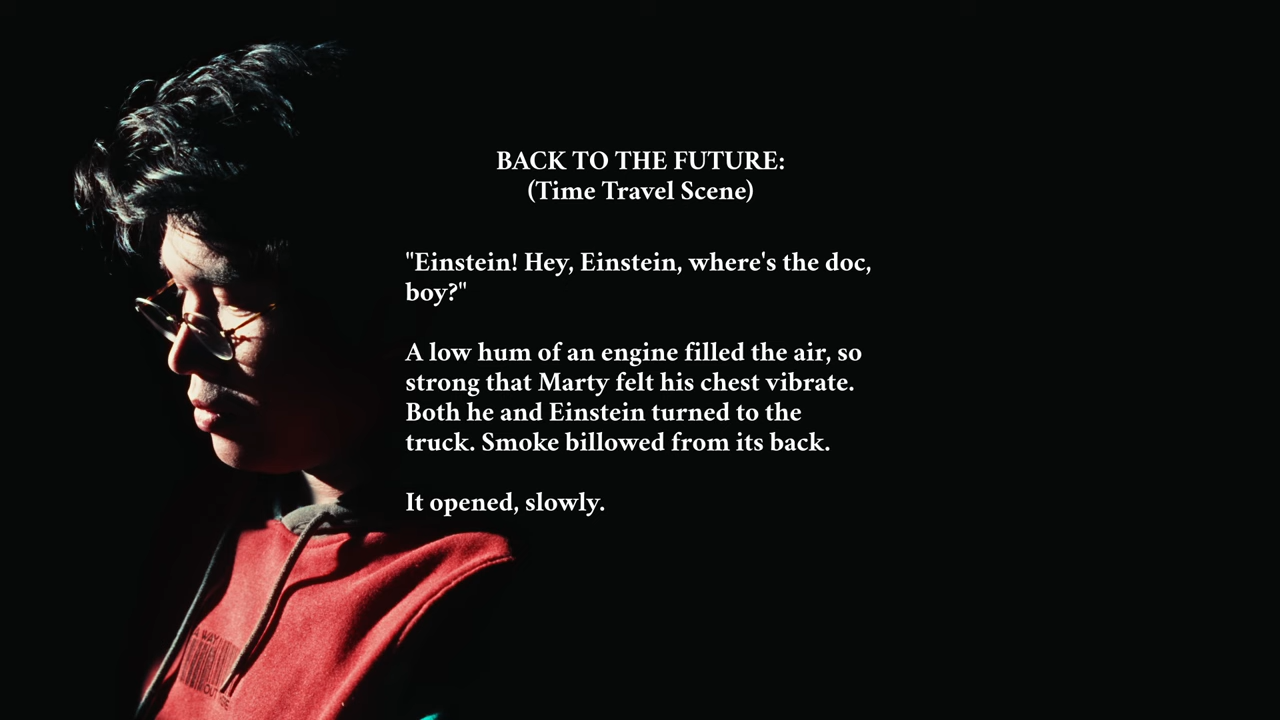 BACK TO THE FUTURE:
(Time Travel Scene)
"Einstein! Hey, Einstein, where's the doc,
boy?"
A low hum of an engine filled the air, so
strong that Marty felt his chest vibrate.
Both he and Einstein turned to the
truck. Smoke billowed from its back.
It opened, slowly.
A WAY